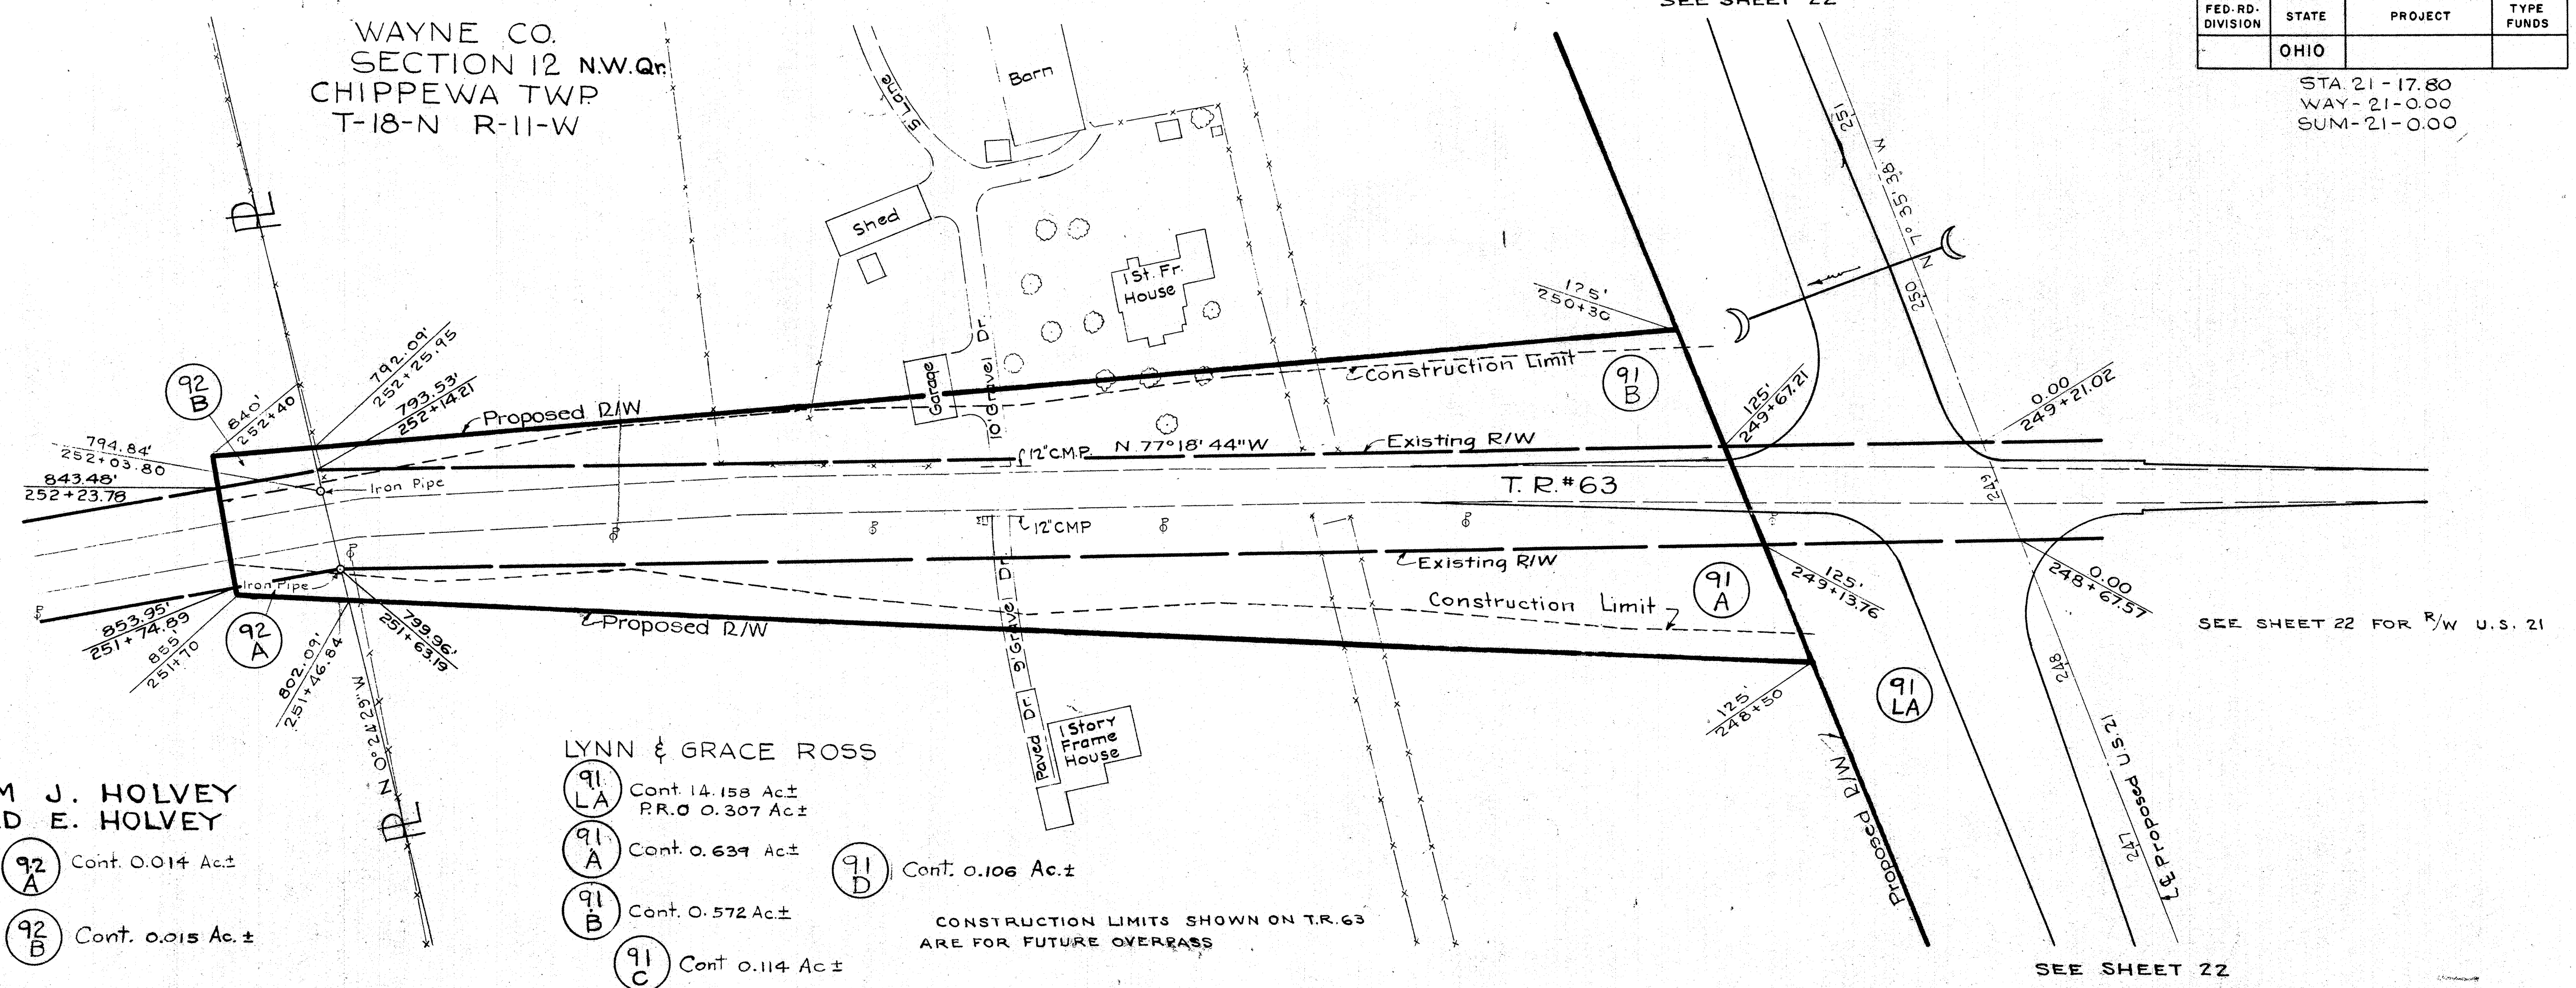 WAYNE CO.
SECTION 12 N.W.Qr.
CHIPPEWA TWP.
T-18-N R-11-W
SEE SHEET 22
FED. RD. DIVISION
STATE
PROJECT
TYPE FUNDS
OHIO
STA. 21-17.80
WAY-21-0.00
SUM-21-0.00
5' Lane
Barn
Shed
1 St. Fr.
House
Garage
10' Gravel Dr.
251
N 7° 35' 38" W
250
125'
250+30
Construction Limit
91
B
125'
249+67.21
0.00
249+21.02
PL
92
B
840'
252+40
792.09'
252+25.95
793.53'
252+14.21
Proposed R/W
794.84'
252+03.80
843.48'
252+23.78
Iron Pipe
12" C.M.P.
N 77° 18' 44" W
Existing R/W
T. R. #63
249
12" CMP
Existing R/W
Iron Pipe
853.95'
251+74.89
855'
251+70
92
A
802.09'
251+46.84
799.96'
251+63.19
Proposed R/W
9' Gravel Dr.
Construction Limit
91
A
125'
249+13.76
0.00
248+67.57
SEE SHEET 22 FOR R/W U.S. 21
248
125'
248+50
91
LA
N 0° 24' 29" W
PL
Paved Dr.
1 Story
Frame
House
Proposed R/W
247
L & Proposed U.S. 21
M J. HOLVEY
D E. HOLVEY
92
A
Cont. 0.014 Ac.±
92
B
Cont. 0.015 Ac. ±
LYNN & GRACE ROSS
91
LA
Cont. 14.158 Ac.±
P.R.O 0.307 Ac±
91
A
Cont. 0.639 Ac.±
91
B
Cont. 0.572 Ac.±
91
C
Cont 0.114 Ac ±
91
D
Cont. 0.106 Ac.±
CONSTRUCTION LIMITS SHOWN ON T.R. 63
ARE FOR FUTURE OVERPASS
SEE SHEET 22